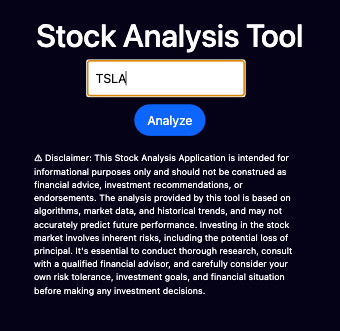 Stock Analysis Tool
TSLA
Analyze
⚠ Disclaimer: This Stock Analysis Application is intended for
informational purposes only and should not be construed as
financial advice, investment recommendations, or
endorsements. The analysis provided by this tool is based on
algorithms, market data, and historical trends, and may not
accurately predict future performance. Investing in the stock
market involves inherent risks, including the potential loss of
principal. It's essential to conduct thorough research, consult
with a qualified financial advisor, and carefully consider your
own risk tolerance, investment goals, and financial situation
before making any investment decisions.